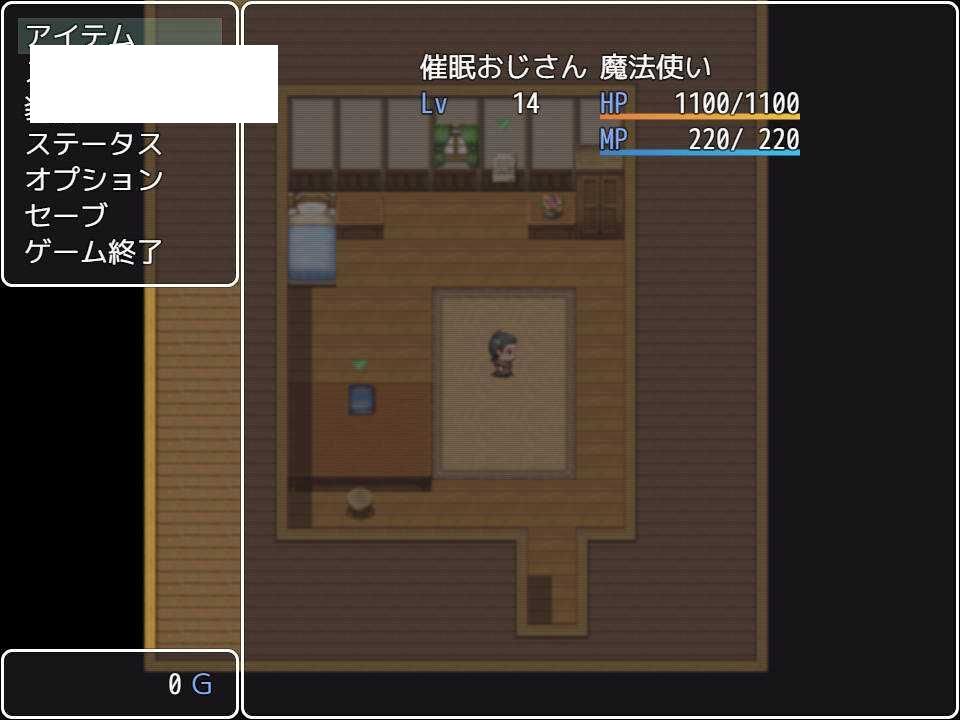 アイテム
ステータス
オプション
セーブ
ゲーム終了
催眠おじさん 魔法使い
Lv 14 HP 1100/1100
MP 220/ 220
0 G